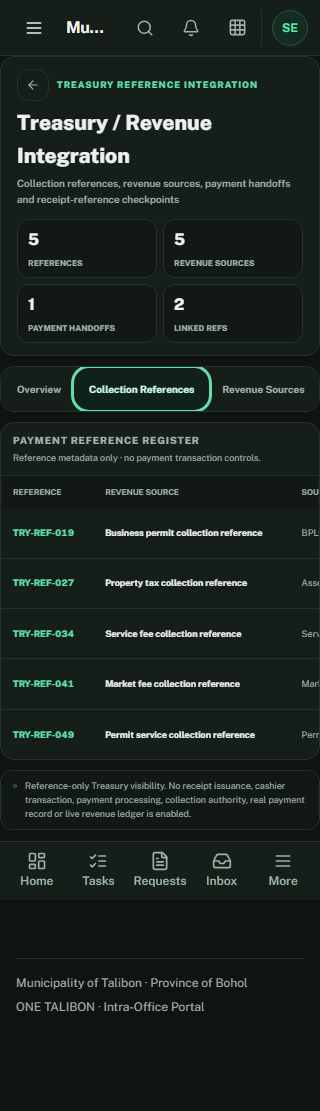 Mu...
SE
TREASURY REFERENCE INTEGRATION
Treasury / Revenue
Integration
Collection references, revenue sources, payment handoffs
and receipt-reference checkpoints
5
REFERENCES
5
REVENUE SOURCES
1
PAYMENT HANDOFFS
2
LINKED REFS
Overview
Collection References
Revenue Sources
PAYMENT REFERENCE REGISTER
Reference metadata only · no payment transaction controls.
REFERENCE REVENUE SOURCE SOU
TRY-REF-019 Business permit collection reference BPL
TRY-REF-027 Property tax collection reference Asse
TRY-REF-034 Service fee collection reference Serv
TRY-REF-041 Market fee collection reference Mark
TRY-REF-049 Permit service collection reference Perm
Reference-only Treasury visibility. No receipt issuance, cashier
transaction, payment processing, collection authority, real payment
record or live revenue ledger is enabled.
Home
Tasks
Requests
Inbox
More
Municipality of Talibon · Province of Bohol
ONE TALIBON · Intra-Office Portal